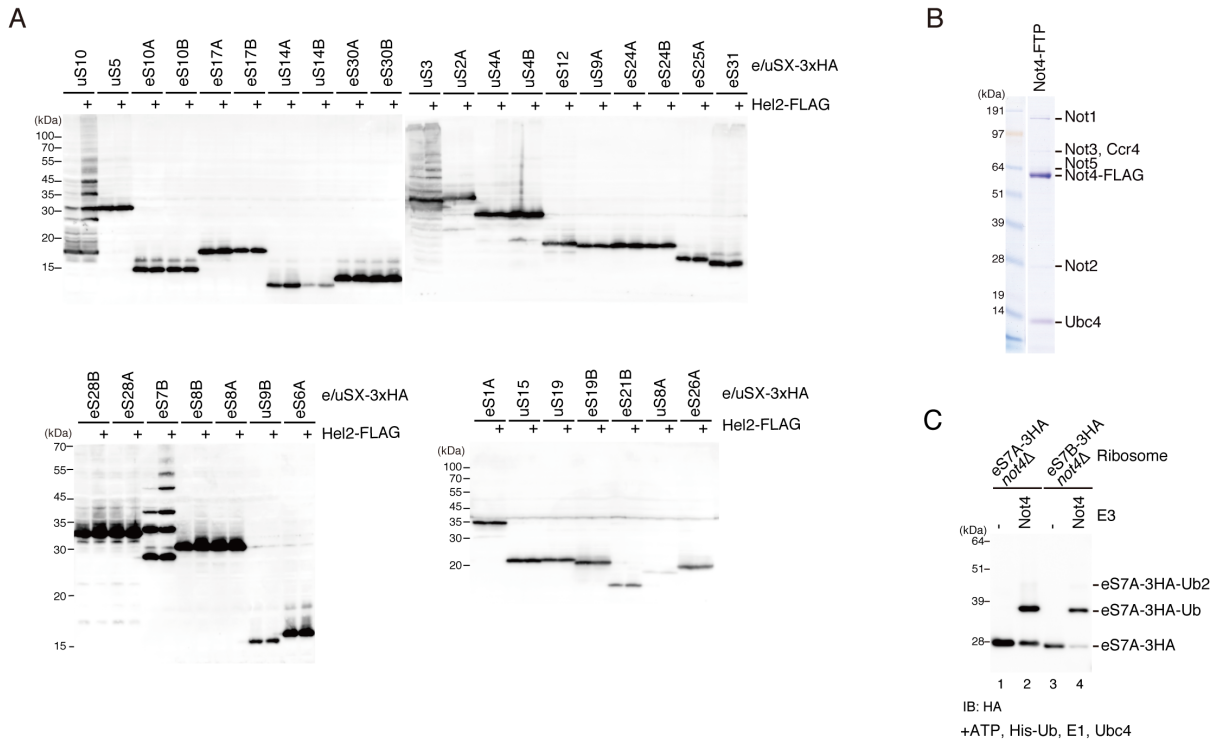 A
uS10 uS5 eS10A eS10B eS17A eS17B uS14A uS14B eS30A eS30B
uS3 uS2A uS4A uS4B eS12 uS9A eS24A eS24B eS25A eS31
e/uSX-3xHA
+ + + + + + + + + +
+ + + + + + + + + +
Hel2-FLAG
(kDa)
100
70
55
45
35
30
20
15
eS28B eS28A eS7B eS8B eS8A uS9B eS6A
e/uSX-3xHA
+ + + + + + +
Hel2-FLAG
(kDa)
70
55
45
35
30
20
15
eS1A uS15 uS19 eS19B eS21B uS8A eS26A
e/uSX-3xHA
+ + + + + + +
Hel2-FLAG
(kDa)
100
70
55
45
35
30
20
B
Not4-FTP
(kDa)
191
97
64
51
39
28
19
14
Not1
Not3, Ccr4
Not5
Not4-FLAG
Not2
Ubc4
C
eS7A-3HA
not4Δ
eS7B-3HA
not4Δ
Ribosome
- Not4 - Not4
E3
(kDa)
64
51
39
28
eS7A-3HA-Ub2
eS7A-3HA-Ub
eS7A-3HA
1 2 3 4
IB: HA
+ATP, His-Ub, E1, Ubc4